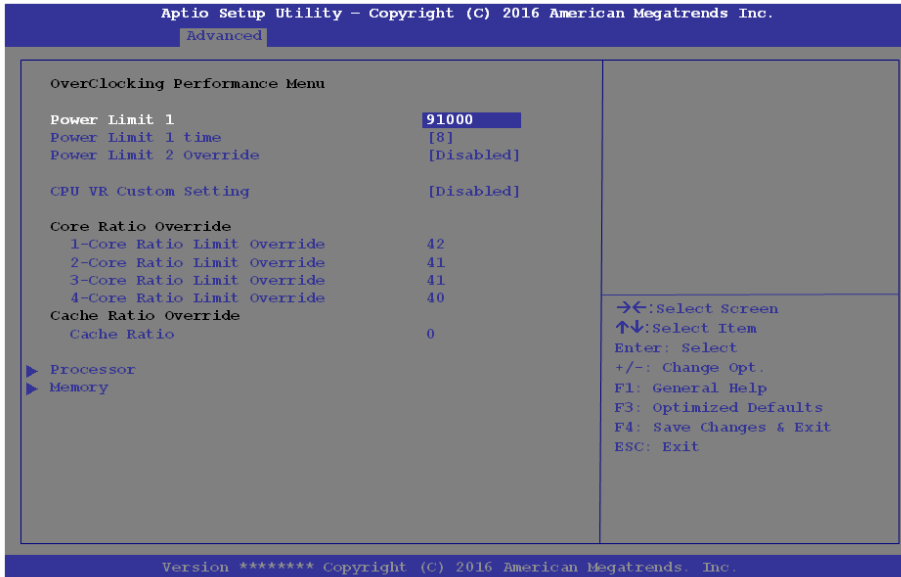 Aptio Setup Utility – Copyright (C) 2016 American Megatrends Inc.
Advanced
OverClocking Performance Menu
Power Limit 1 91000
Power Limit 1 time [8]
Power Limit 2 Override [Disabled]
CPU VR Custom Setting [Disabled]
Core Ratio Override
1-Core Ratio Limit Override 42
2-Core Ratio Limit Override 41
3-Core Ratio Limit Override 41
4-Core Ratio Limit Override 40
Cache Ratio Override
Cache Ratio 0
▶ Processor
▶ Memory
→←:Select Screen
↑↓:Select Item
Enter: Select
+/-: Change Opt.
F1: General Help
F3: Optimized Defaults
F4: Save Changes & Exit
ESC: Exit
Version ******** Copyright (C) 2016 American Megatrends. Inc.